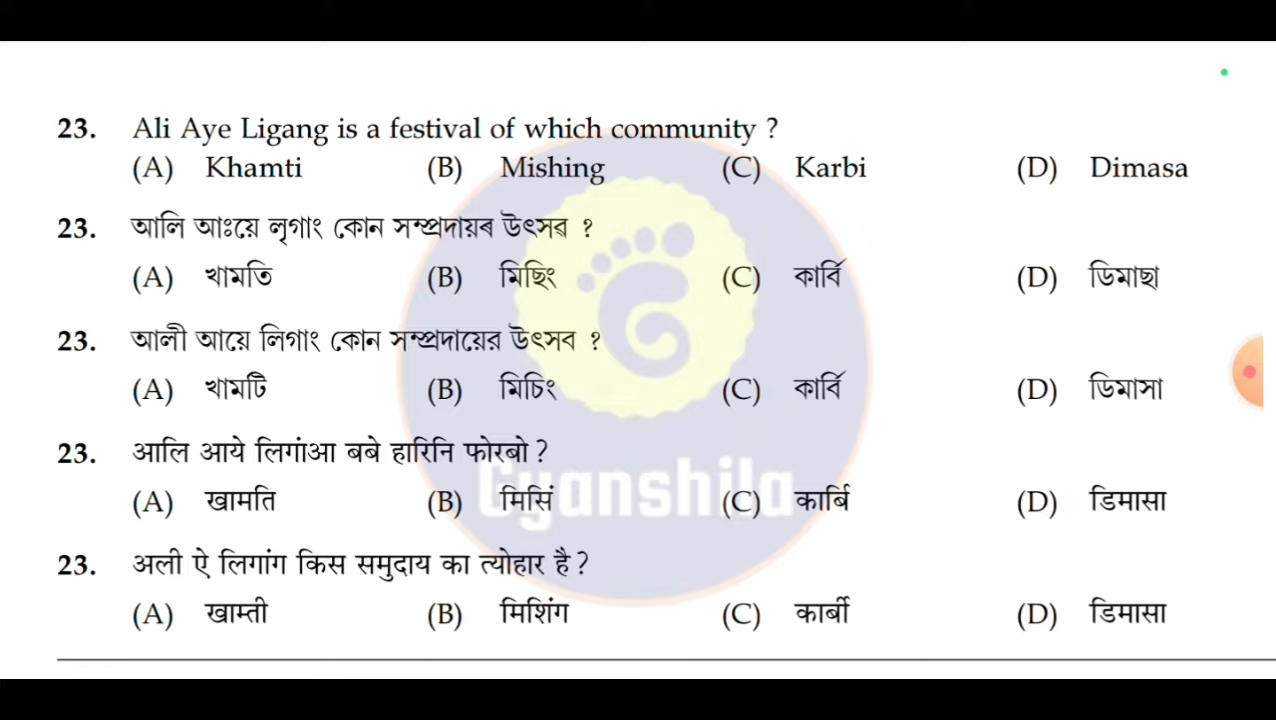 23. Ali Aye Ligang is a festival of which community ?
(A) Khamti (B) Mishing (C) Karbi (D) Dimasa
23. আলি আঃয়ে লৃগাং কোন সম্প্ৰদায়ৰ উৎসৱ ?
(A) খামতি (B) মিছিং (C) কাৰ্বি (D) ডিমাছা
23. আলী আয়ে লিগাং কোন সম্প্রদায়ের উৎসব ?
(A) খামটি (B) মিচিং (C) কার্বি (D) ডিমাসা
23. आलि आये लिगांआ बबे हारिनि फोरबो ?
(A) खामति (B) मिसिं (C) कार्बि (D) डिमासा
Gyanshila
23. अली ऐ लिगांग किस समुदाय का त्योहार है ?
(A) खाम्ती (B) मिशिंग (C) कार्बी (D) डिमासा